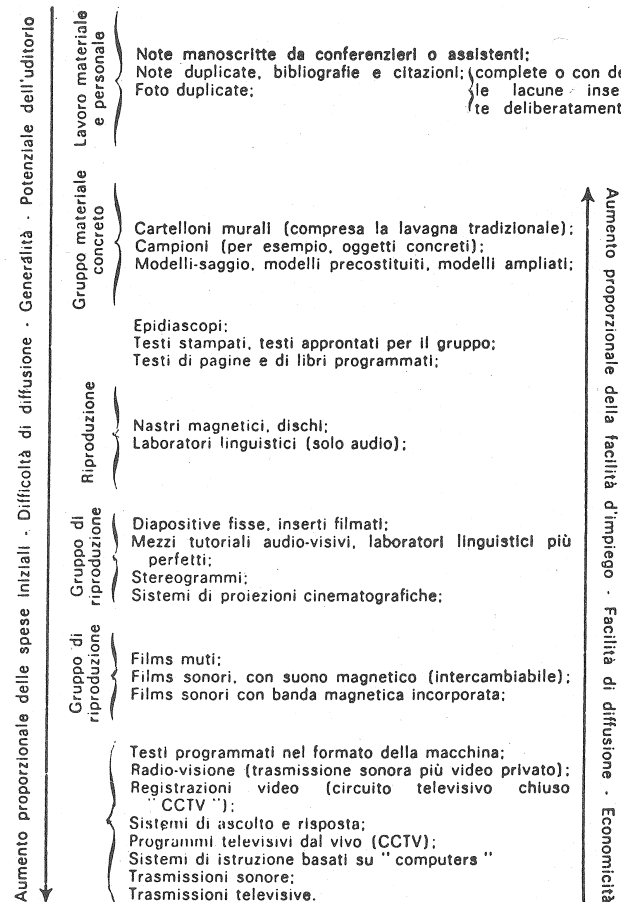 Aumento proporzionale delle spese iniziali - Difficoltà di diffusione - Generalità - Potenziale dell'uditorio
Lavoro materiale
e personale
Note manoscritte da conferenzieri o assistenti;
Note duplicate, bibliografie e citazioni; complete o con de
Foto duplicate; le lacune inse
te deliberatament
Gruppo materiale
concreto
Cartelloni murali (compresa la lavagna tradizionale);
Campioni (per esempio, oggetti concreti);
Modelli-saggio, modelli precostituiti, modelli ampliati;
Epidiascopi;
Testi stampati, testi approntati per il gruppo;
Testi di pagine e di libri programmati;
Riproduzione
Nastri magnetici, dischi;
Laboratori linguistici (solo audio);
Gruppo di
riproduzione
Diapositive fisse, inserti filmati;
Mezzi tutoriali audio-visivi, laboratori linguistici più
perfetti;
Stereogrammi;
Sistemi di proiezioni cinematografiche;
Gruppo di
riproduzione
Films muti;
Films sonori, con suono magnetico (intercambiabile);
Films sonori con banda magnetica incorporata;
Testi programmati nel formato della macchina;
Radio-visione (trasmissione sonora più video privato);
Registrazioni video (circuito televisivo chiuso
" CCTV ");
Sistemi di ascolto e risposta;
Programmi televisivi dal vivo (CCTV);
Sistemi di istruzione basati su " computers "
Trasmissioni sonore;
Trasmissioni televisive.
Aumento proporzionale della facilità d'impiego - Facilità di diffusione - Economicità